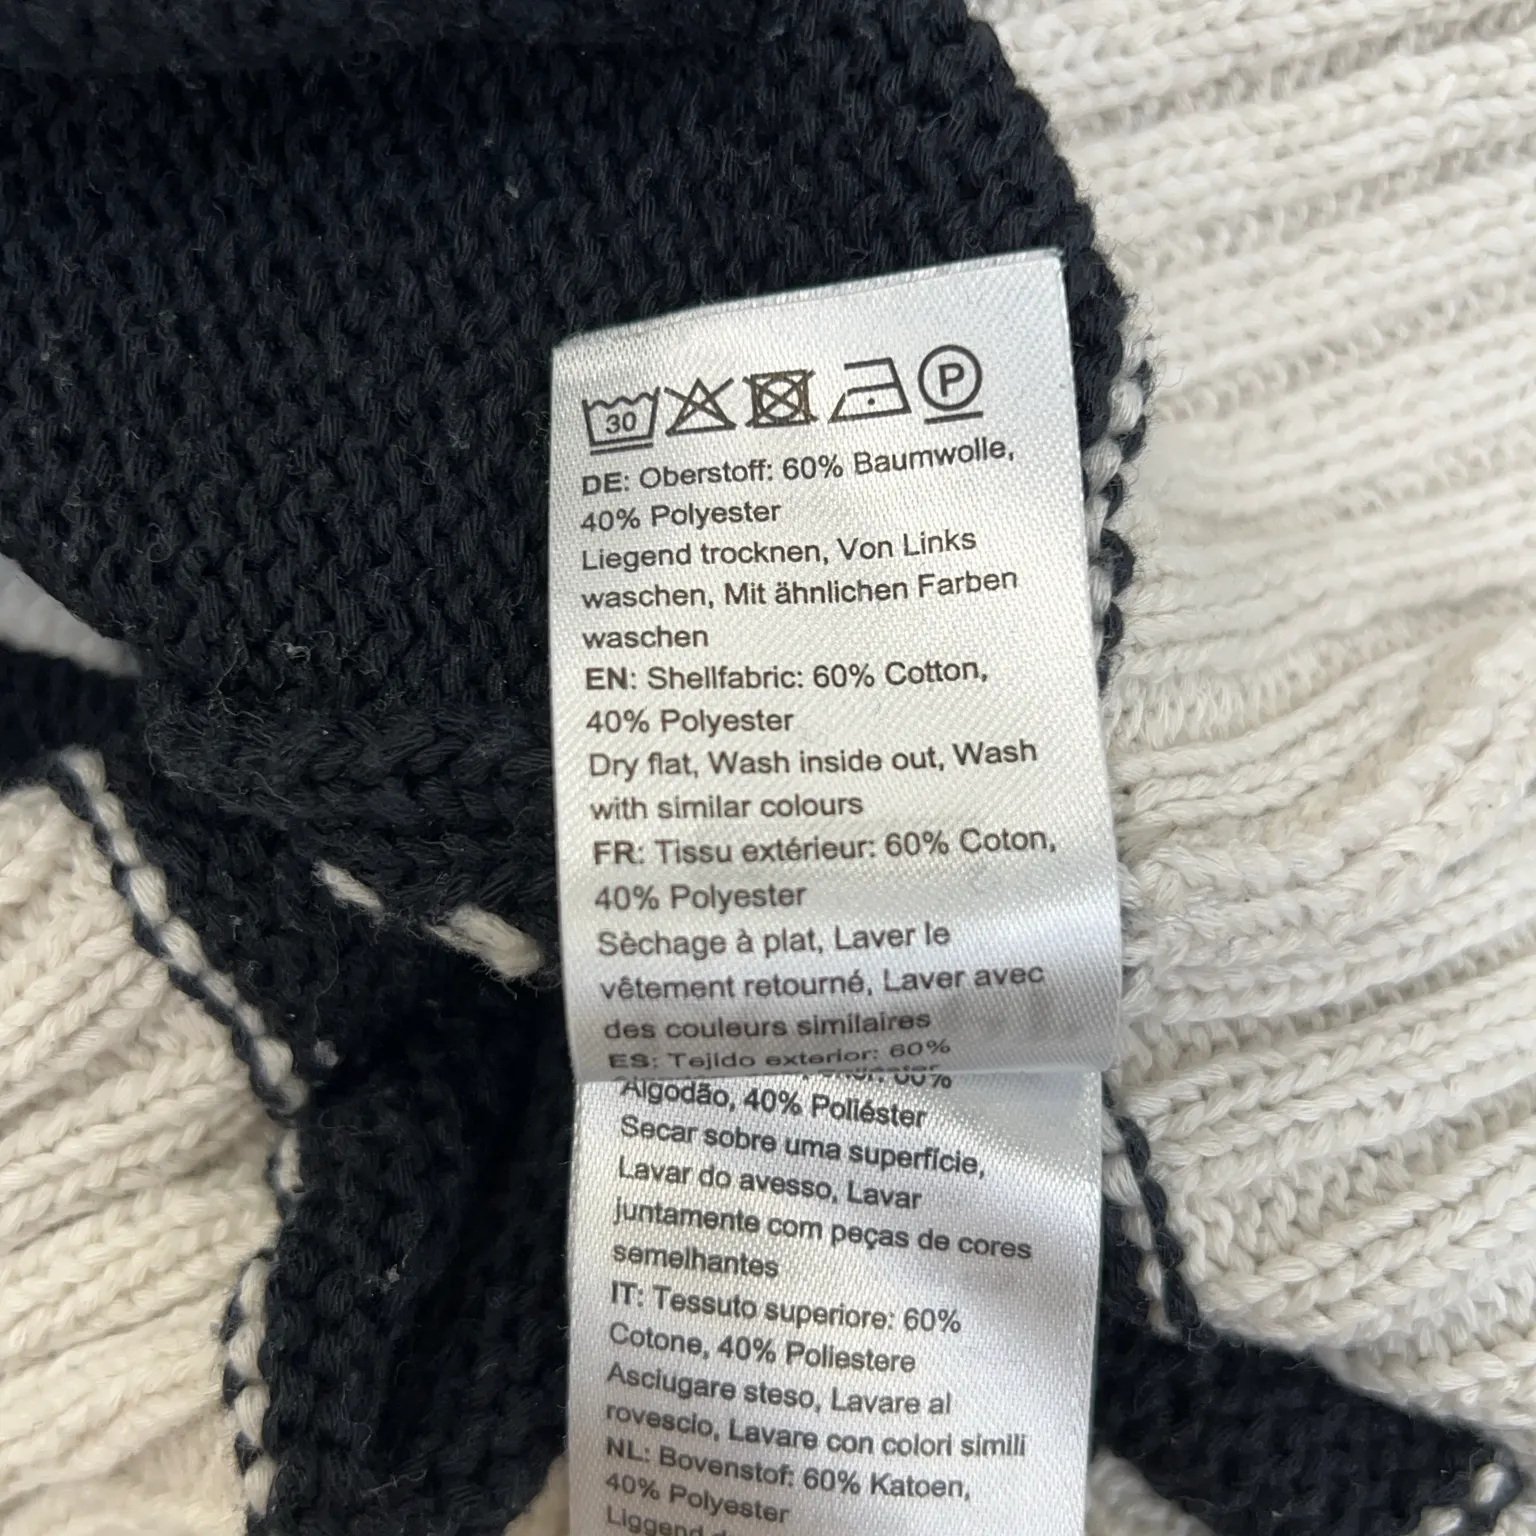 30 P
DE: Oberstoff: 60% Baumwolle,
40% Polyester
Liegend trocknen, Von Links
waschen, Mit ähnlichen Farben
waschen
EN: Shellfabric: 60% Cotton,
40% Polyester
Dry flat, Wash inside out, Wash
with similar colours
FR: Tissu extérieur: 60% Coton,
40% Polyester
Sèchage à plat, Laver le
vêtement retourné, Laver avec
des couleurs similaires
ES: Tejido exterior: 60%
60%
Algodão, 40% Poliéster
Secar sobre uma superfície,
Lavar do avesso, Lavar
juntamente com peças de cores
semelhantes
IT: Tessuto superiore: 60%
Cotone, 40% Poliestere
Asciugare steso, Lavare al
rovescio, Lavare con colori simili
NL: Bovenstof: 60% Katoen,
40% Polyester
Liggend